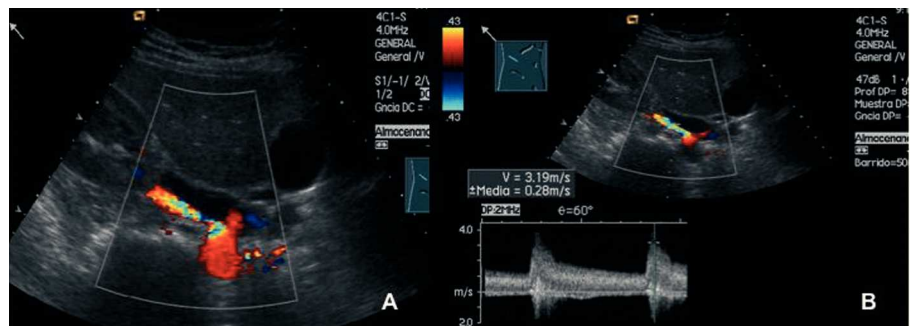 4C1-S
4.0MHz
GENERAL
General /V
S1/-1/ 2/V
1/2
Gncia DC =
Almacenand
.43
.43
A
4C1-S
4.0MHz
GENERAL
General /V
47dB 1
Prof DP= 8
Muestra DP=
Gncia DP=
Almacenand
Barrido=50
V = 3.19m/s
±Media = 0.28m/s
DP:2MHz
θ=60°
4.0
m/s
2.0
B